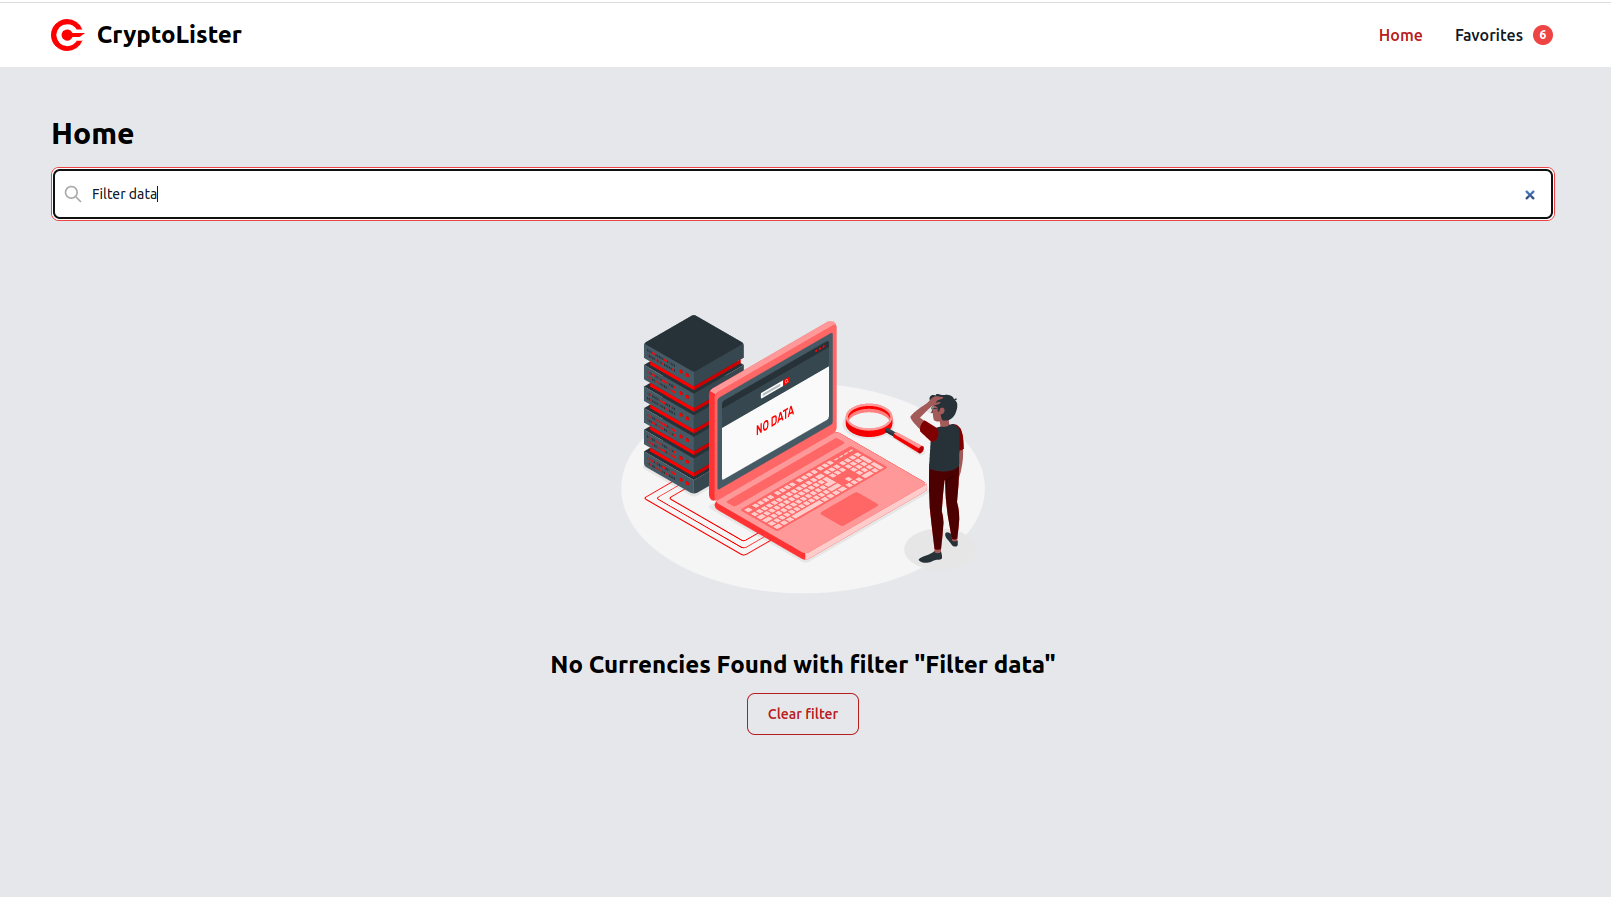 CryptoLister
Home
Favorites 6
Home
Filter data
NO DATA
No Currencies Found with filter "Filter data"
Clear filter